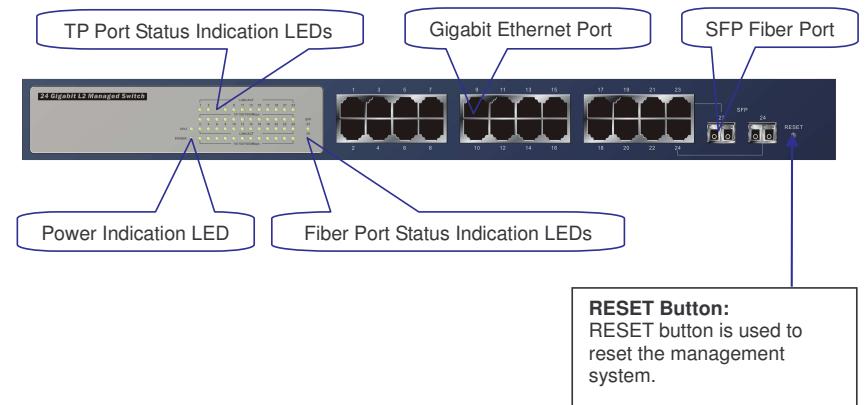 TP Port Status Indication LEDs
Gigabit Ethernet Port
SFP Fiber Port
24 Gigabit L2 Managed Switch
1 3 5 7
9 11 13 15
17 19 21 23
SFP
23 24
RESET
2 4 6 8
10 12 14 16
18 20 22 24
Power Indication LED
Fiber Port Status Indication LEDs
RESET Button:
RESET button is used to
reset the management
system.